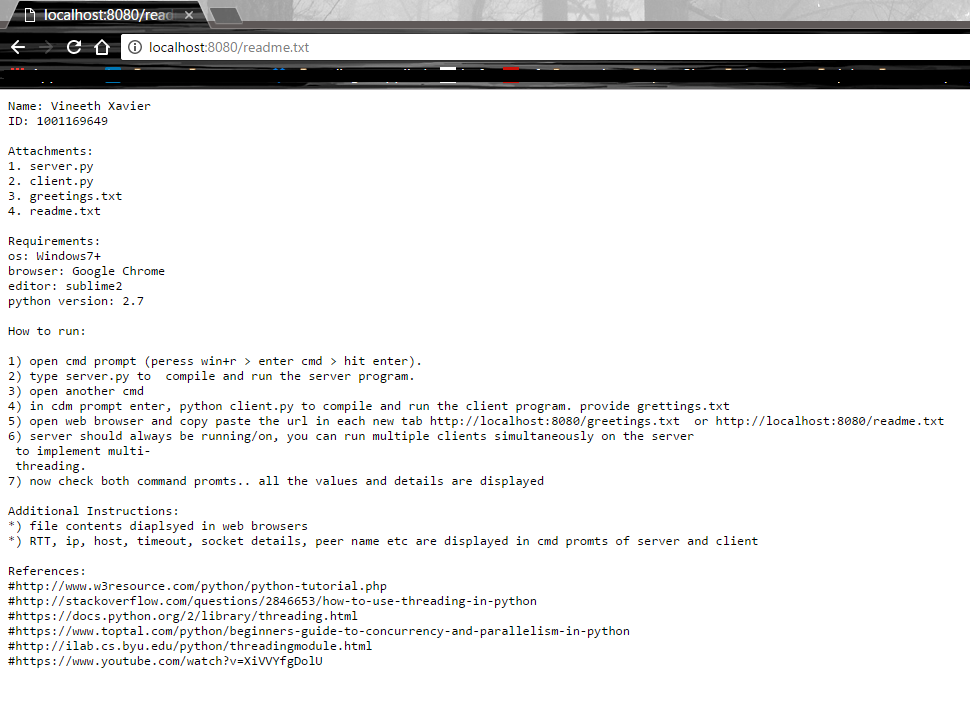 localhost:8080/read
localhost:8080/readme.txt
Name: Vineeth Xavier
ID: 1001169649
Attachments:
1. server.py
2. client.py
3. greetings.txt
4. readme.txt
Requirements:
os: Windows7+
browser: Google Chrome
editor: sublime2
python version: 2.7
How to run:
1) open cmd prompt (peress win+r > enter cmd > hit enter).
2) type server.py to  compile and run the server program.
3) open another cmd
4) in cdm prompt enter, python client.py to compile and run the client program. provide grettings.txt
5) open web browser and copy paste the url in each new tab http://localhost:8080/greetings.txt  or http://localhost:8080/readme.txt
6) server should always be running/on, you can run multiple clients simultaneously on the server
to implement multi-
threading.
7) now check both command promts.. all the values and details are displayed
Additional Instructions:
*) file contents diaplsyed in web browsers
*) RTT, ip, host, timeout, socket details, peer name etc are displayed in cmd promts of server and client
References:
#http://www.w3resource.com/python/python-tutorial.php
#http://stackoverflow.com/questions/2846653/how-to-use-threading-in-python
#https://docs.python.org/2/library/threading.html
#https://www.toptal.com/python/beginners-guide-to-concurrency-and-parallelism-in-python
#http://ilab.cs.byu.edu/python/threadingmodule.html
#https://www.youtube.com/watch?v=XiVVYfgDolU